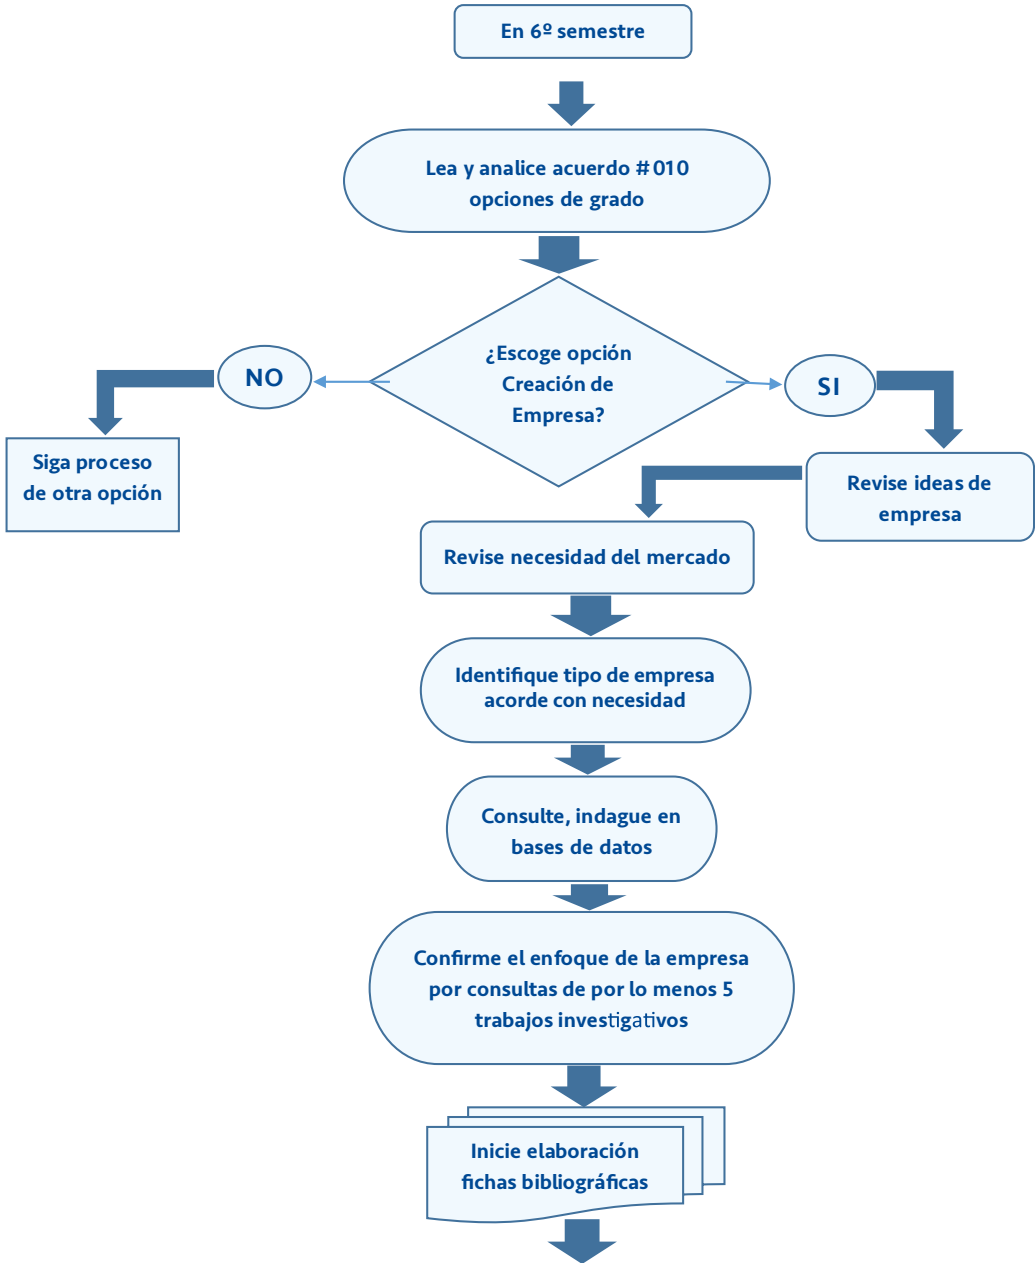 En 6º semestre
Lea y analice acuerdo #010
opciones de grado
¿Escoge opción
Creación de
Empresa?
NO
SI
Siga proceso
de otra opción
Revise ideas de
empresa
Revise necesidad del mercado
Identifique tipo de empresa
acorde con necesidad
Consulte, indague en
bases de datos
Confirme el enfoque de la empresa
por consultas de por lo menos 5
trabajos investigativos
Inicie elaboración
fichas bibliográficas